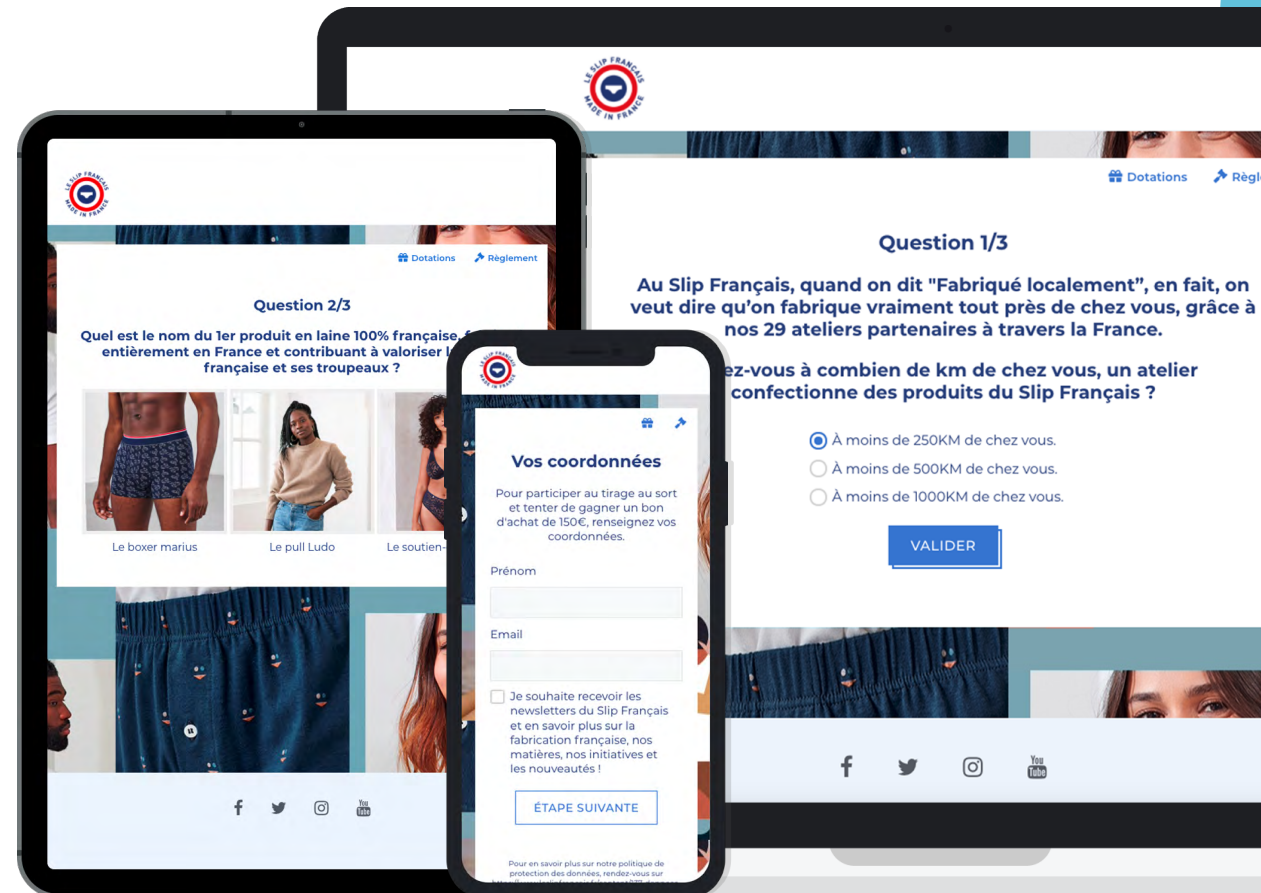 LE SLIP FRANÇAIS
MADE IN FRANCE
Dotations
Question 1/3
Au Slip Français, quand on dit "Fabriqué localement”, en fait, on
veut dire qu’on fabrique vraiment tout près de chez vous, grâce à
nos 29 ateliers partenaires à travers la France.
à combien de km de chez vous, un atelier
confectionne des produits du Slip Français ?
À moins de 250KM de chez vous.
À moins de 500KM de chez vous.
À moins de 1000KM de chez vous.
VALIDER
You
Tube
LE SLIP FRANÇAIS
MADE IN FRANCE
Dotations Règlement
Question 2/3
Quel est le nom du 1er produit en laine 100% française,
entièrement en France et contribuant à valoriser
française et ses troupeaux ?
Le boxer marius Le pull Ludo Le soutien-
You
Tube
LE SLIP FRANÇAIS
MADE IN FRANCE
Vos coordonnées
Pour participer au tirage au sort
et tenter de gagner un bon
d'achat de 150€, renseignez vos
coordonnées.
Prénom
Email
Je souhaite recevoir les
newsletters du Slip Français
et en savoir plus sur la
fabrication française, nos
matières, nos initiatives et
les nouveautés !
ÉTAPE SUIVANTE
Pour en savoir plus sur notre politique de
protection des données, rendez-vous sur